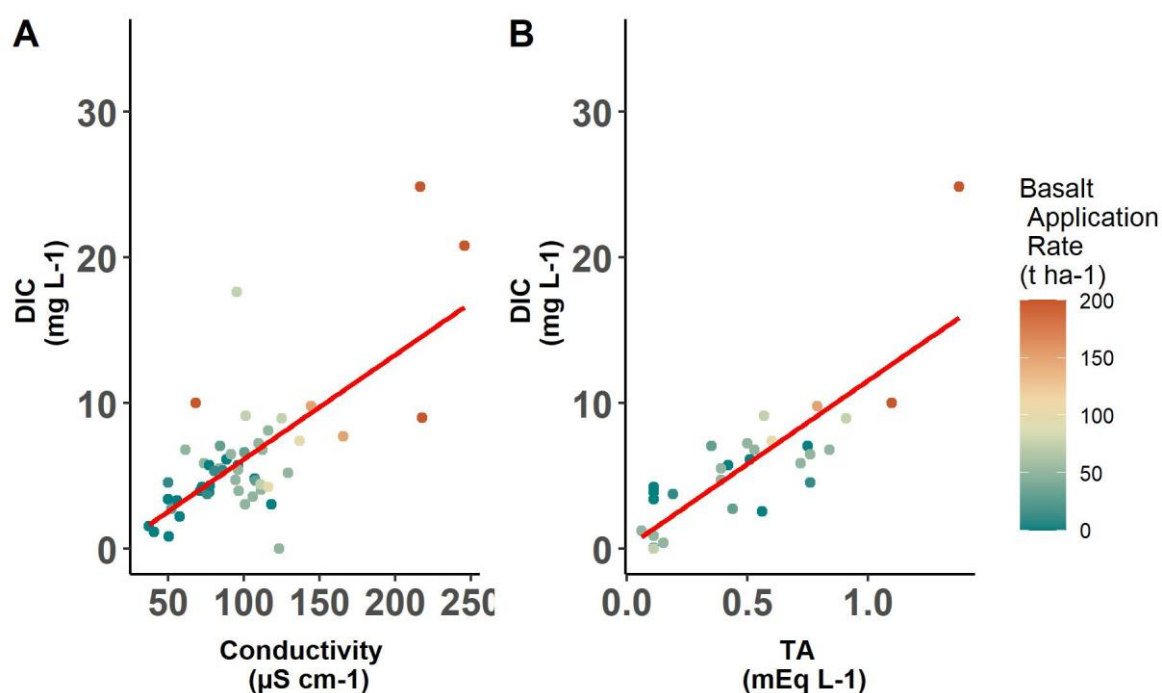 A
30
20
10
0
DIC
(mg L-1)
50 100 150 200 250
Conductivity
(µS cm-1)
B
30
20
10
0
DIC
(mg L-1)
0.0 0.5 1.0
TA
(mEq L-1)
Basalt
Application
Rate
(t ha-1)
200
150
100
50
0